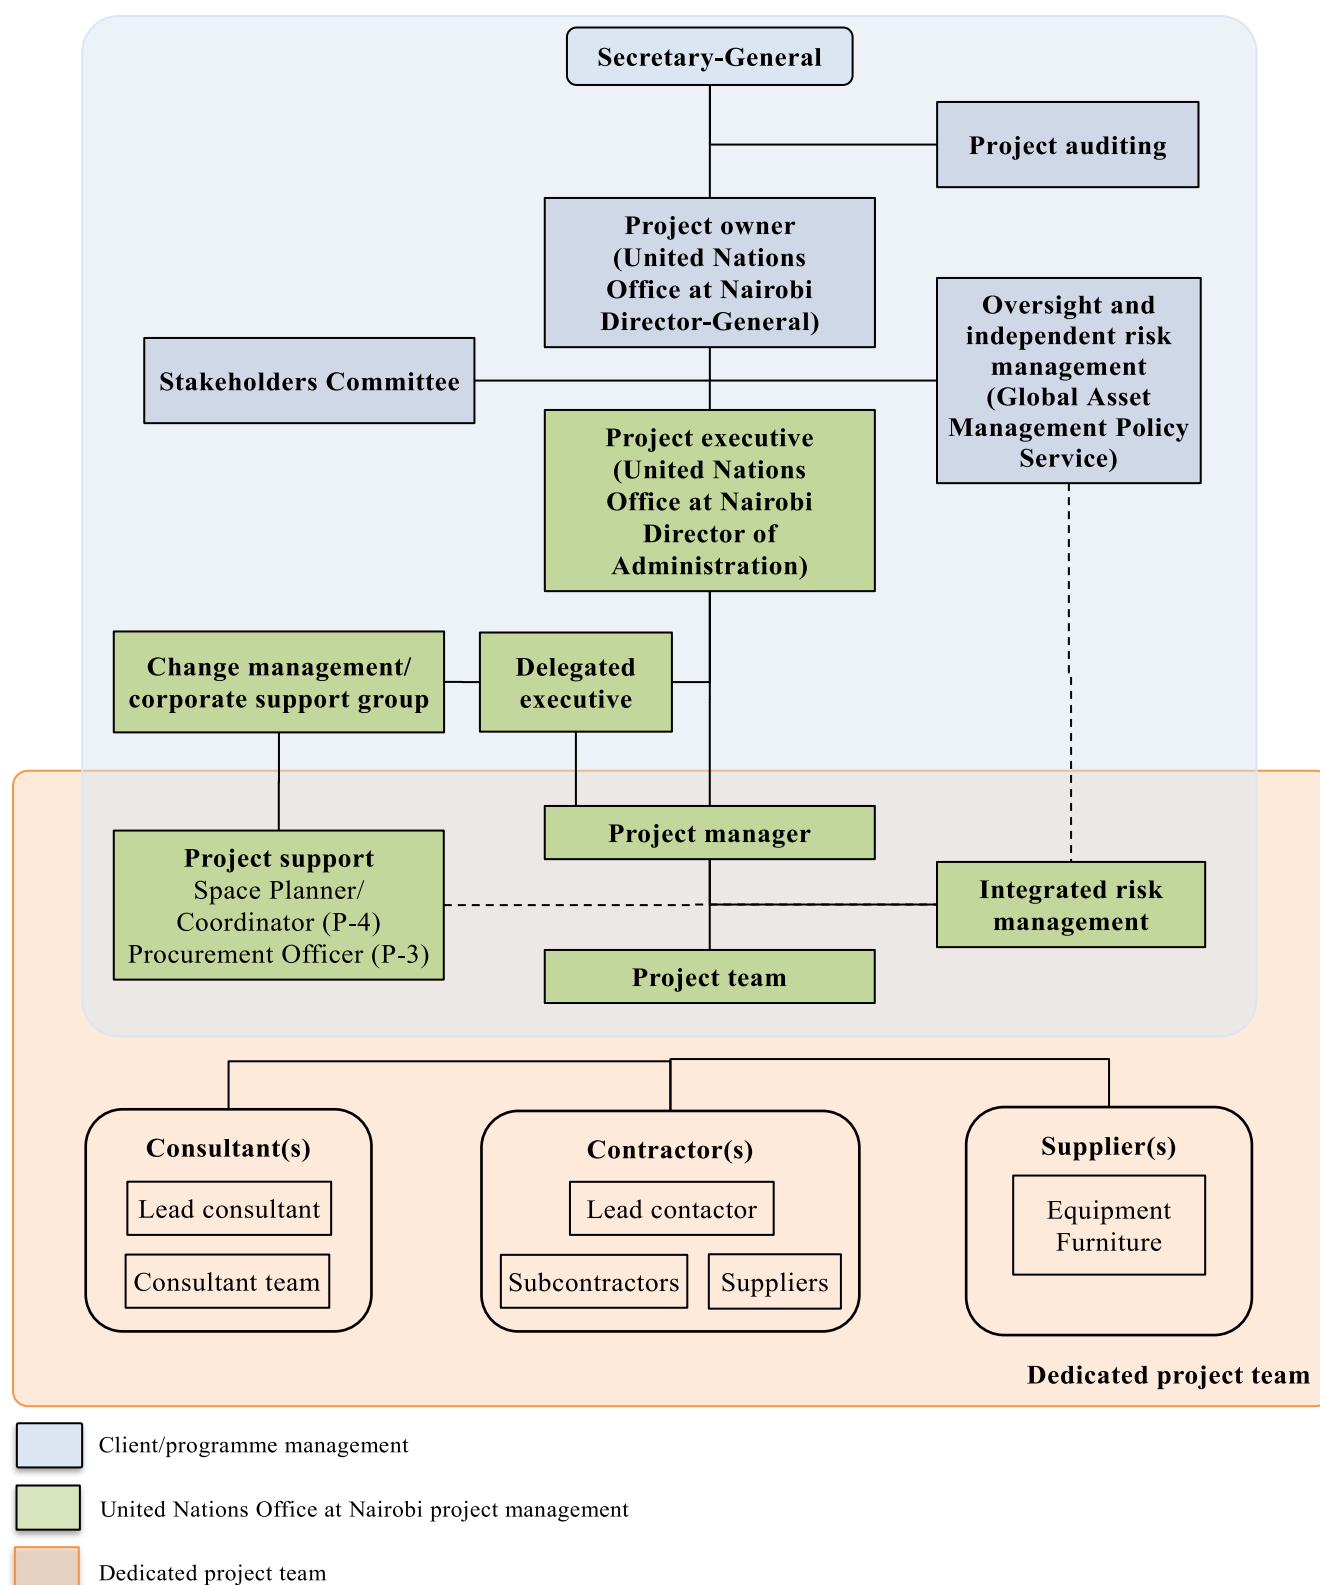 Secretary-General
Project auditing
Project owner
(United Nations
Office at Nairobi
Director-General)
Oversight and
independent risk
management
(Global Asset
Management Policy
Service)
Stakeholders Committee
Project executive
(United Nations
Office at Nairobi
Director of
Administration)
Change management/
corporate support group
Delegated
executive
Project manager
Project support
Space Planner/
Coordinator (P-4)
Procurement Officer (P-3)
Integrated risk
management
Project team
Consultant(s)
Lead consultant
Consultant team
Contractor(s)
Lead contactor
Subcontractors
Suppliers
Supplier(s)
Equipment
Furniture
Dedicated project team
Client/programme management
United Nations Office at Nairobi project management
Dedicated project team